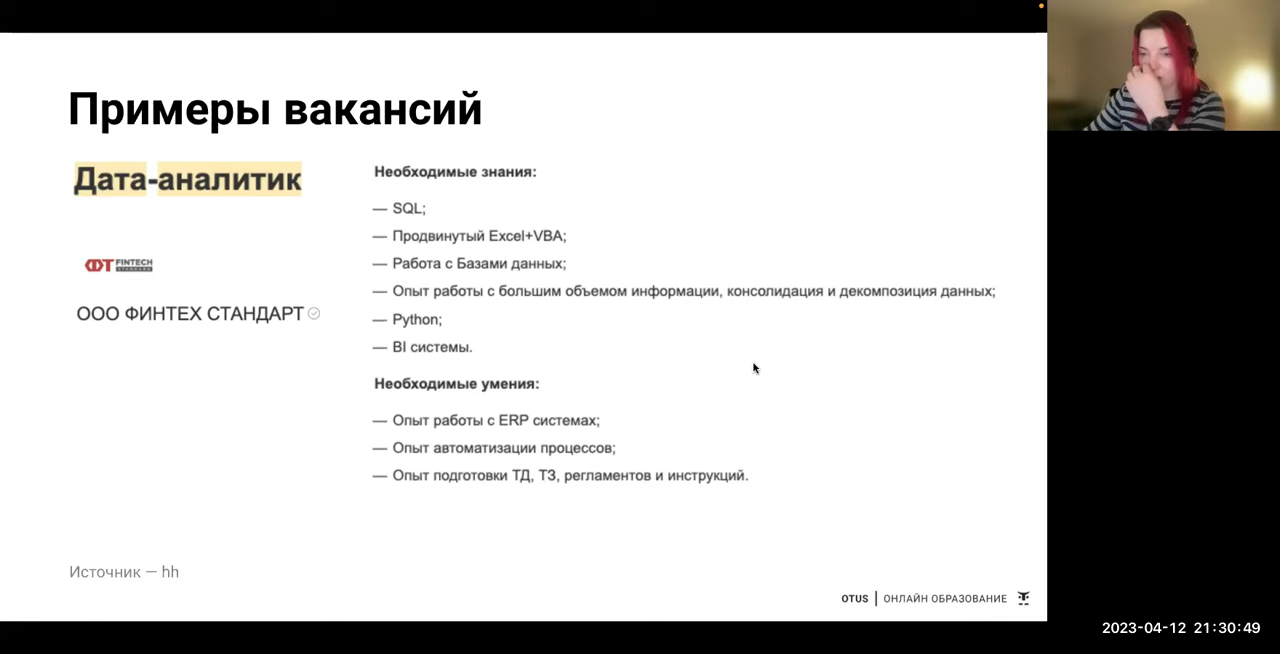 Примеры вакансий
Дата-аналитик
ФТ FINTECH
STANDARD
ООО ФИНТЕХ СТАНДАРТ
Необходимые знания:
— SQL;
— Продвинутый Excel+VBA;
— Работа с Базами данных;
— Опыт работы с большим объемом информации, консолидация и декомпозиция данных;
— Python;
— BI системы.
Необходимые умения:
— Опыт работы с ERP системах;
— Опыт автоматизации процессов;
— Опыт подготовки ТД, ТЗ, регламентов и инструкций.
Источник — hh
OTUS | ОНЛАЙН ОБРАЗОВАНИЕ
2023-04-12 21:30:49